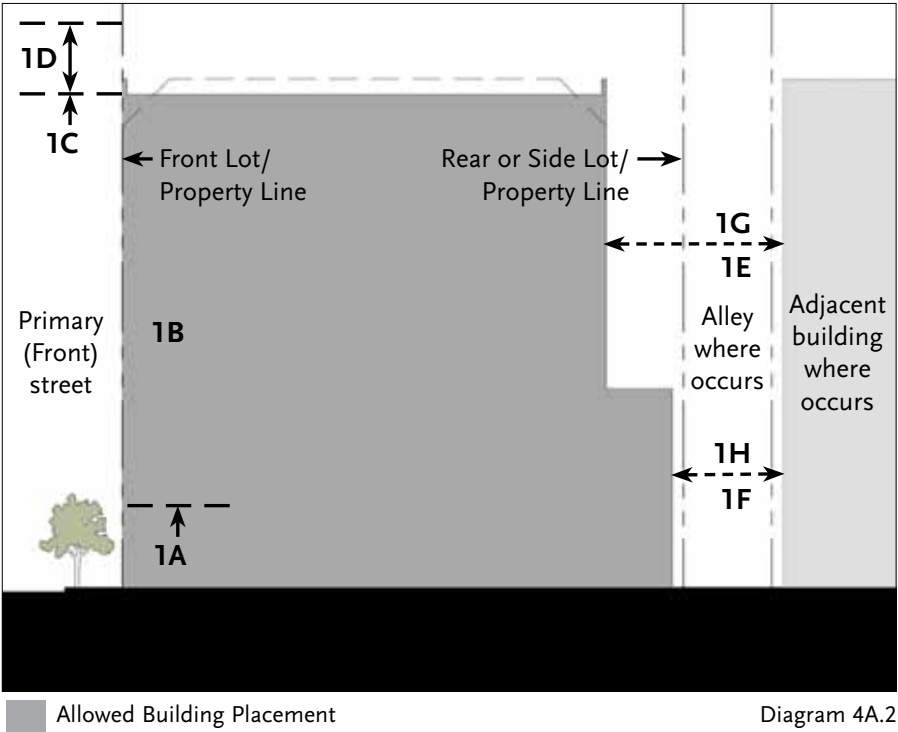 1D
1C
Front Lot/
Property Line
Rear or Side Lot/
Property Line
1G
1E
Primary
(Front)
street
1B
Alley
where
occurs
Adjacent
building
where
occurs
1H
1F
1A
Allowed Building Placement
Diagram 4A.2